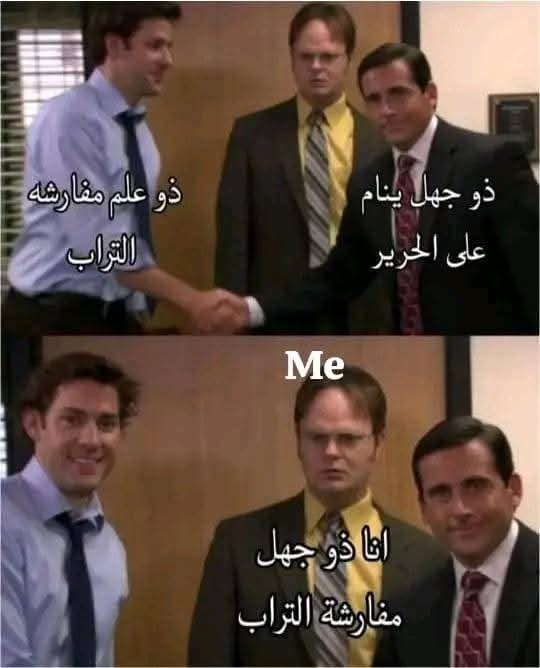 ذو علم مفارشه
التراب
ذو جهل ينام
على الحرير
Me
انا ذو جهل
مفارشة التراب